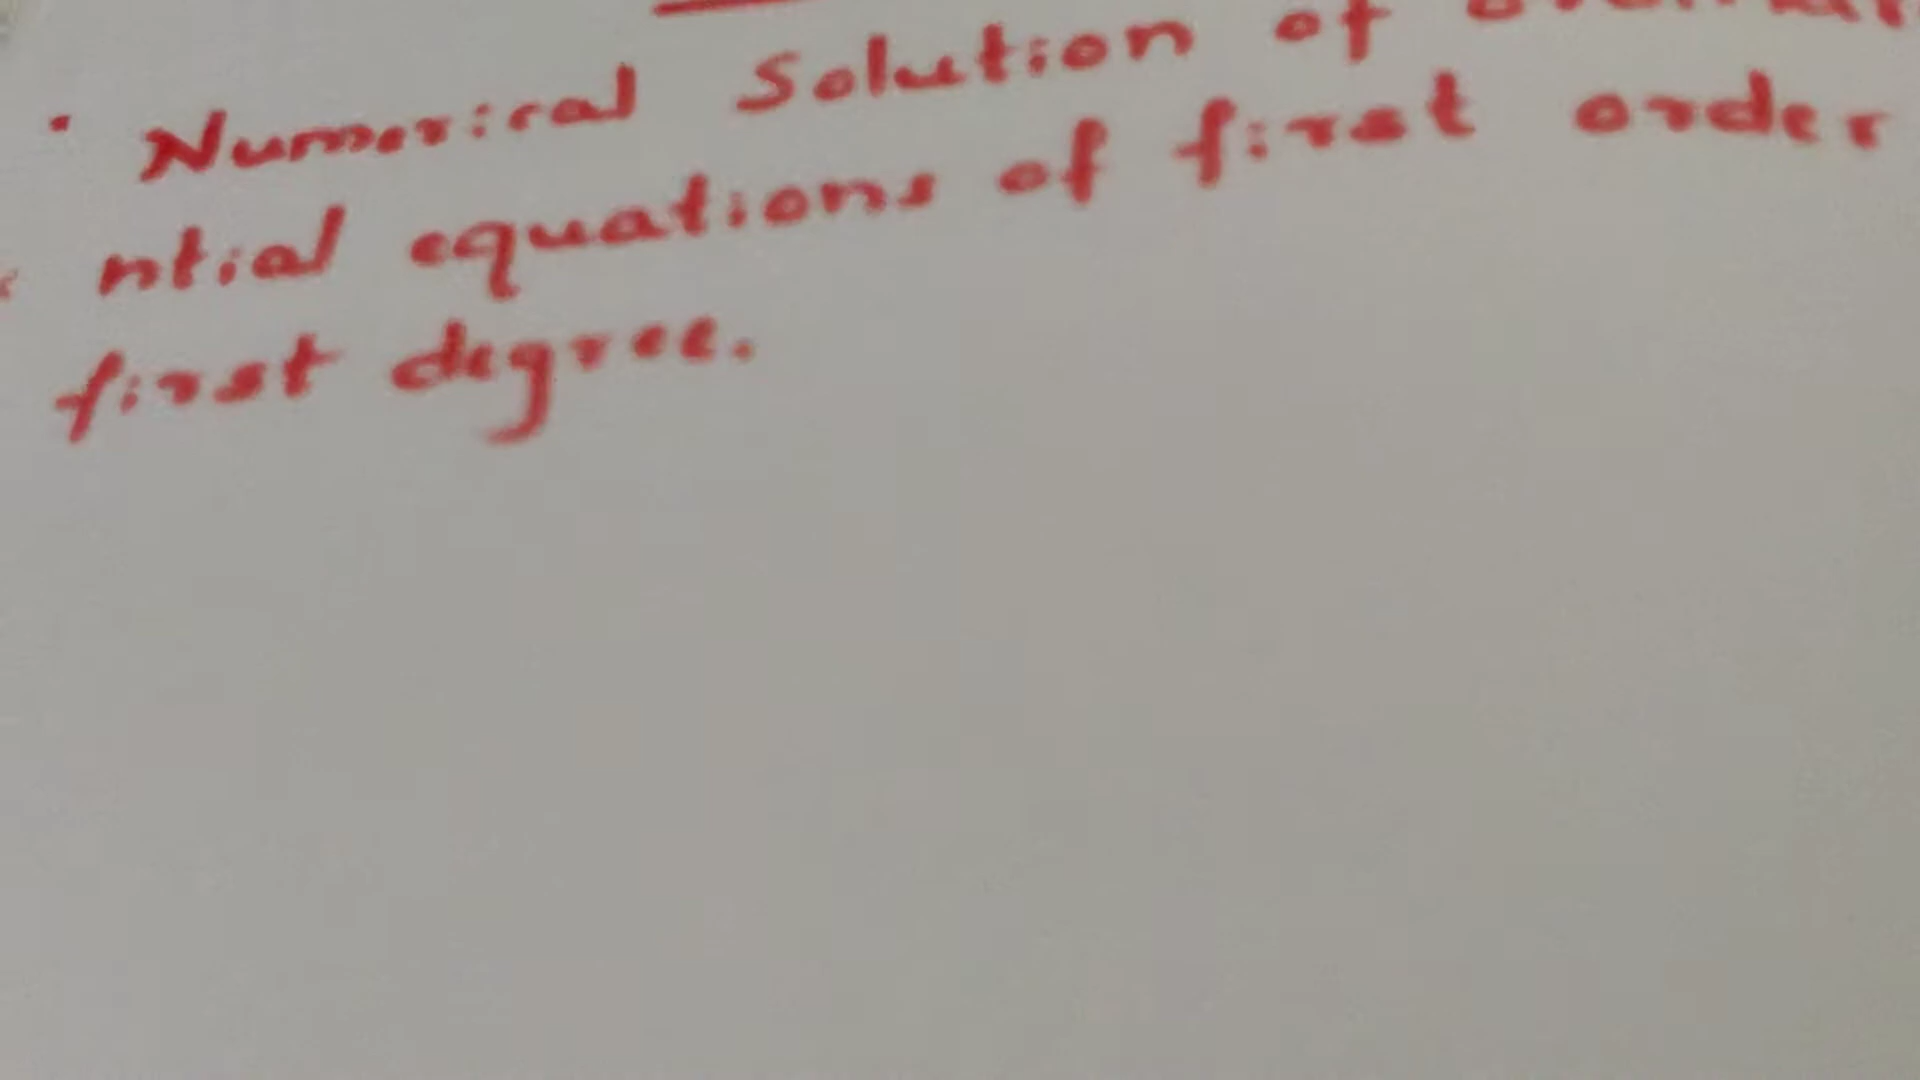 Numerical Solution of
ntial equations of first order
first degree.